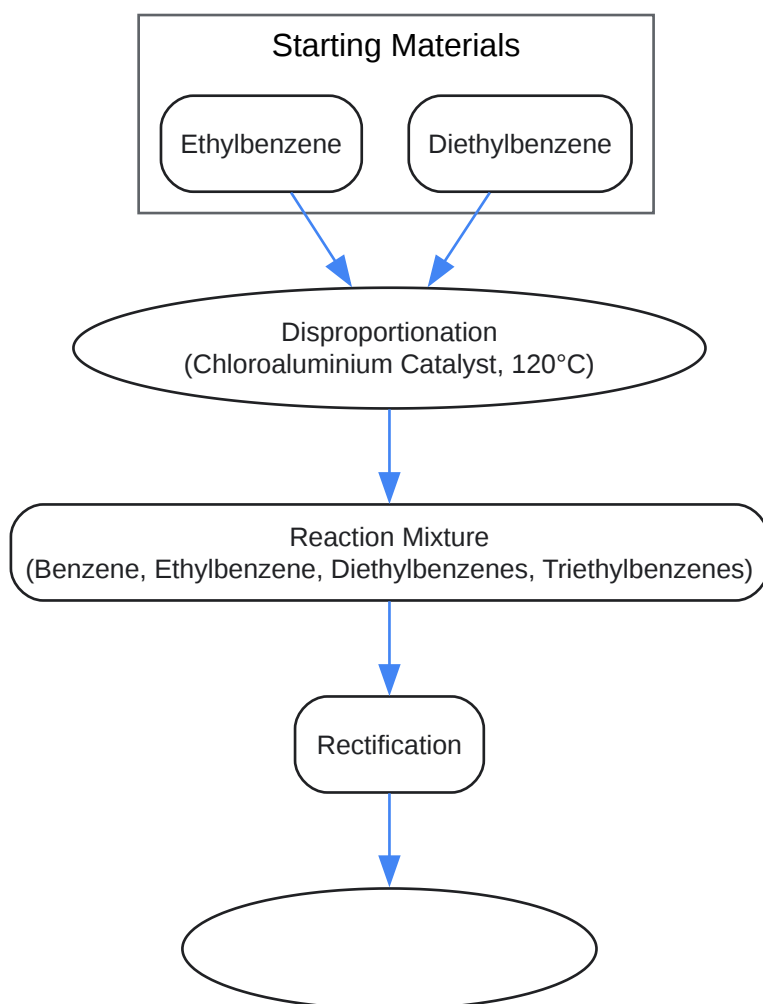 Starting Materials
Ethylbenzene
Diethylbenzene
Disproportionation
(Chloroaluminium Catalyst, 120°C)
Reaction Mixture
(Benzene, Ethylbenzene, Diethylbenzenes, Triethylbenzenes)
Rectification